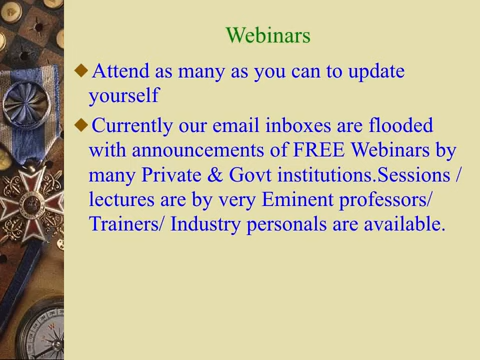 Webinars
Attend as many as you can to update
yourself
Currently our email inboxes are flooded
with announcements of FREE Webinars by
many Private & Govt institutions.Sessions /
lectures are by very Eminent professors/
Trainers/ Industry personals are available.